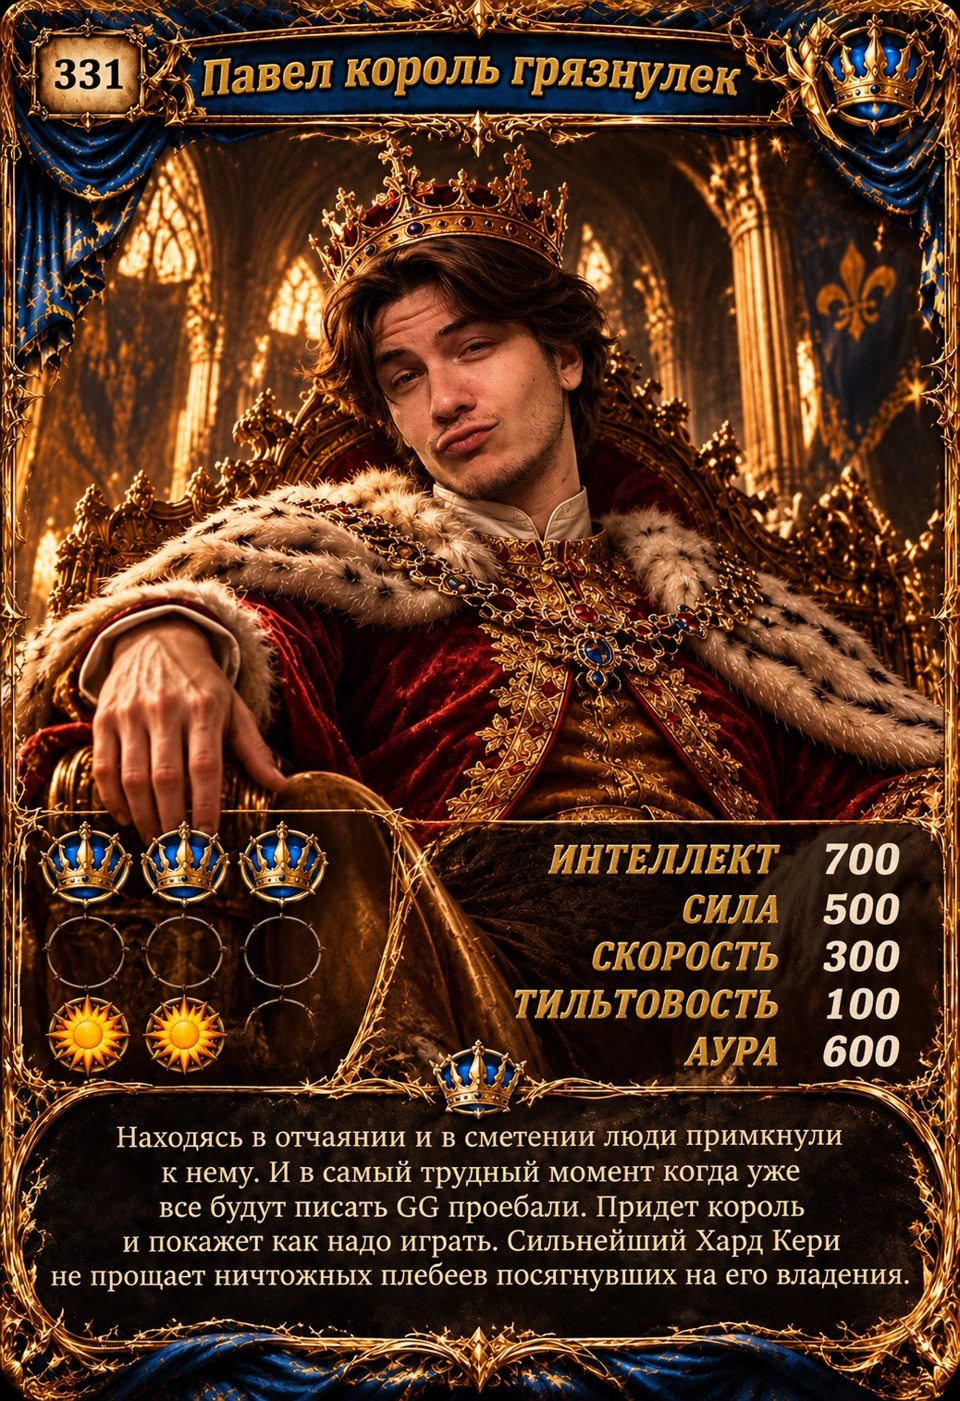 331
Павел король грязнулек
ИНТЕЛЛЕКТ 700
СИЛА 500
СКОРОСТЬ 300
ТИЛЬТОВОСТЬ 100
АУРА 600
Находясь в отчаянии и в сметении люди примкнули
к нему. И в самый трудный момент когда уже
все будут писать GG проебали. Придет король
и покажет как надо играть. Сильнейший Хард Кери
не прощает ничтожных плебеев посягнувших на его владения.